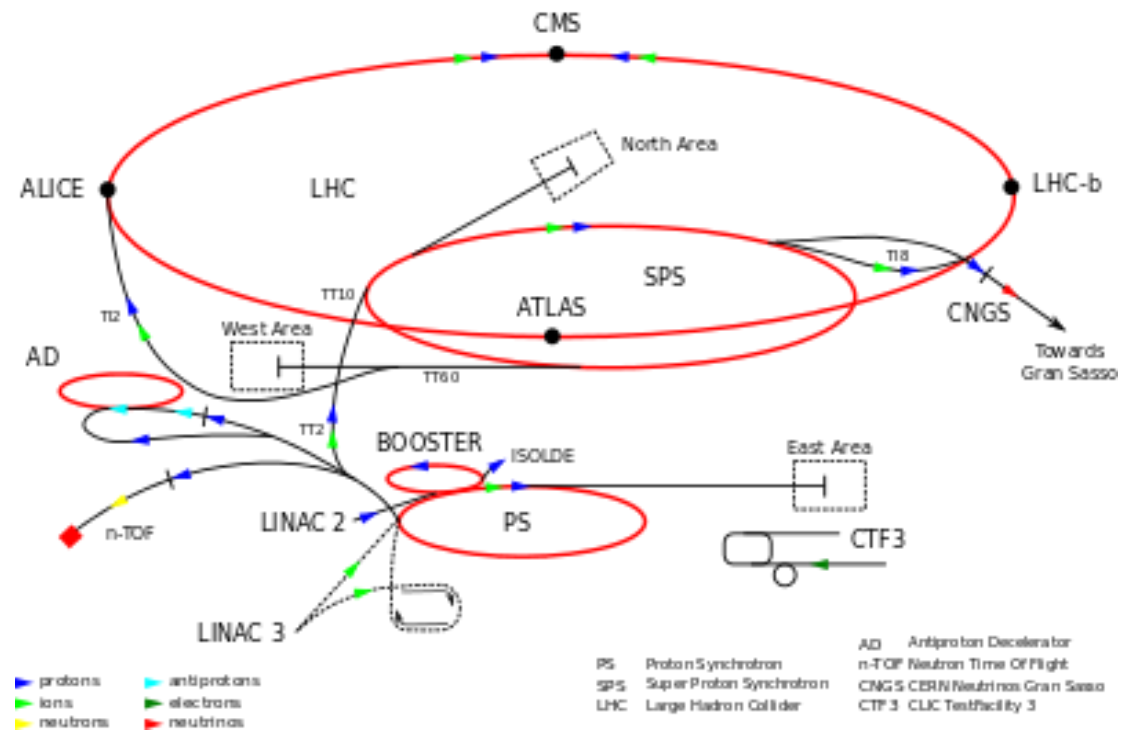 CMS
North Area
ALICE
LHC
LHC-b
TI8
SPS
TT10
ATLAS
CNGS
TI2
West Area
Towards
Gran Sasso
AD
TT60
TT2
BOOSTER
ISOLDE
East Area
LINAC 2
PS
n-TOF
CTF3
LINAC 3
protons
ions
neutrons
antiprotons
electrons
neutrinos
PS Proton Synchrotron
SPS Super Proton Synchrotron
LHC Large Hadron Collider
AD Antiproton Decelerator
n-TOF Neutron Time Of Flight
CNGS CERN Neutrinos Gran Sasso
CTF3 CLIC TestFacility 3